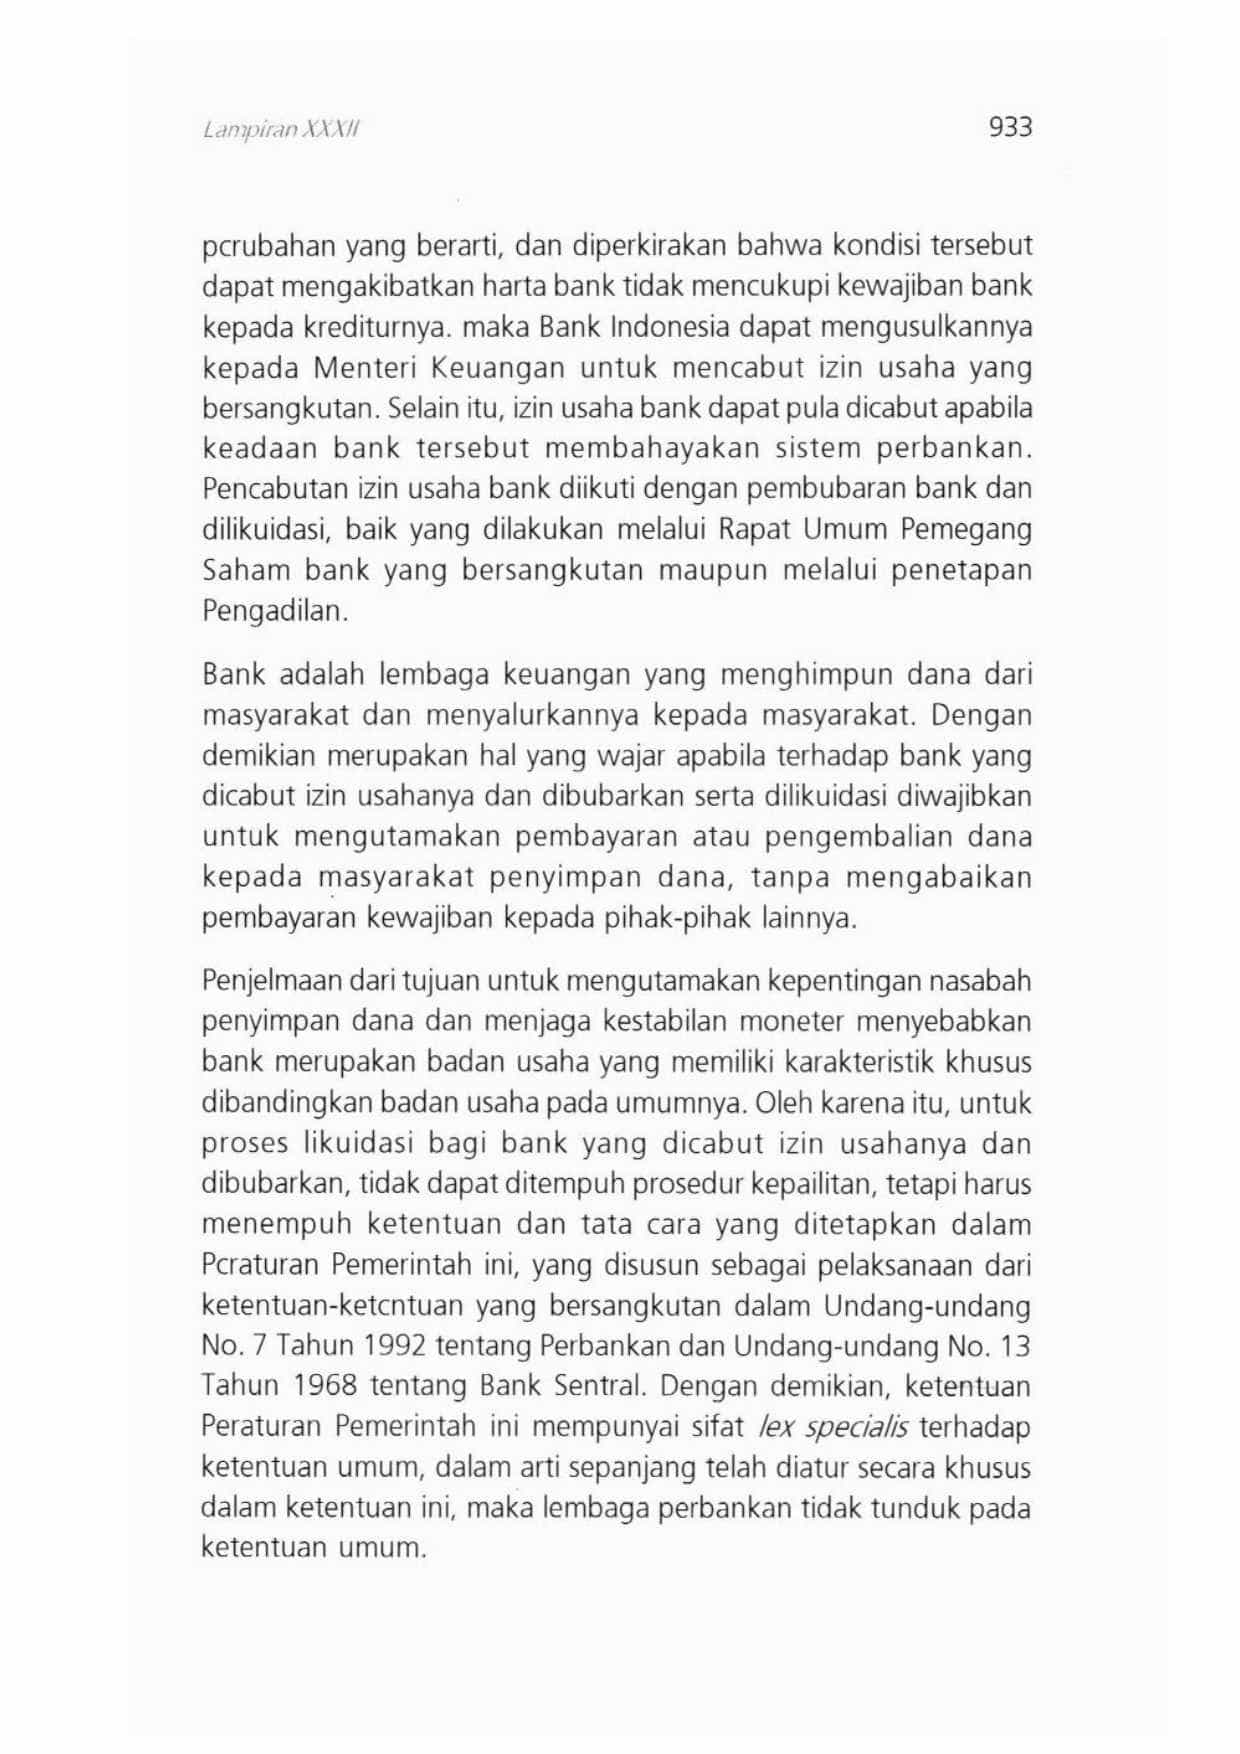 Lampiran XXXII
933
pcrubahan yang berarti, dan diperkirakan bahwa kondisi tersebut
dapat mengakibatkan harta bank tidak mencukupi kewajiban bank
kepada krediturnya. maka Bank Indonesia dapat mengusulkannya
kepada Menteri Keuangan untuk mencabut izin usaha yang
bersangkutan. Selain itu, izin usaha bank dapat pula dicabut apabila
keadaan bank tersebut membahayakan sistem perbankan.
Pencabutan izin usaha bank diikuti dengan pembubaran bank dan
dilikuidasi, baik yang dilakukan melalui Rapat Umum Pemegang
Saham bank yang bersangkutan maupun melalui penetapan
Pengadilan.
Bank adalah lembaga keuangan yang menghimpun dana dari
masyarakat dan menyalurkannya kepada masyarakat. Dengan
demikian merupakan hal yang wajar apabila terhadap bank yang
dicabut izin usahanya dan dibubarkan serta dilikuidasi diwajibkan
untuk mengutamakan pembayaran atau pengembalian dana
kepada masyarakat penyimpan dana, tanpa mengabaikan
pembayaran kewajiban kepada pihak-pihak lainnya.
Penjelmaan dari tujuan untuk mengutamakan kepentingan nasabah
penyimpan dana dan menjaga kestabilan moneter menyebabkan
bank merupakan badan usaha yang memiliki karakteristik khusus
dibandingkan badan usaha pada umumnya. Oleh karena itu, untuk
proses likuidasi bagi bank yang dicabut izin usahanya dan
dibubarkan, tidak dapat ditempuh prosedur kepailitan, tetapi harus
menempuh ketentuan dan tata cara yang ditetapkan dalam
Pcraturan Pemerintah ini, yang disusun sebagai pelaksanaan dari
ketentuan-ketcntuan yang bersangkutan dalam Undang-undang
No. 7 Tahun 1992 tentang Perbankan dan Undang-undang No. 13
Tahun 1968 tentang Bank Sentral. Dengan demikian, ketentuan
Peraturan Pemerintah ini mempunyai sifat lex specialis terhadap
ketentuan umum, dalam arti sepanjang telah diatur secara khusus
dalam ketentuan ini, maka lembaga perbankan tidak tunduk pada
ketentuan umum.